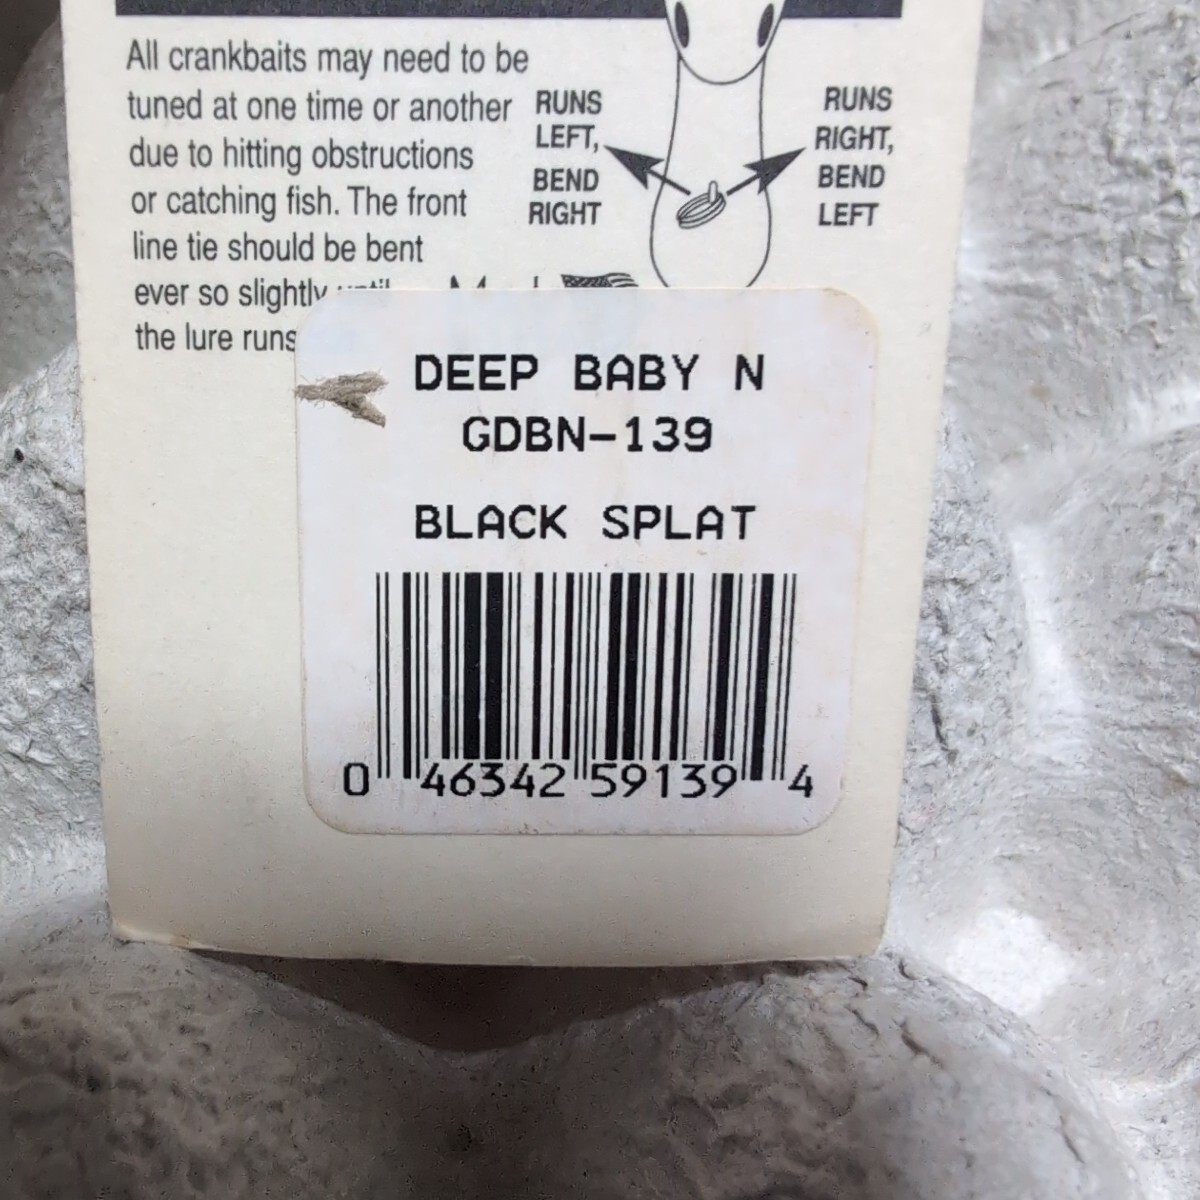 All crankbaits may need to be
tuned at one time or another
due to hitting obstructions
or catching fish. The front
line tie should be bent
ever so slightly until
the lure runs
RUNS
LEFT,
BEND
RIGHT
RUNS
RIGHT,
BEND
LEFT
DEEP BABY N
GDBN-139
BLACK SPLAT
0 46342 59139 4